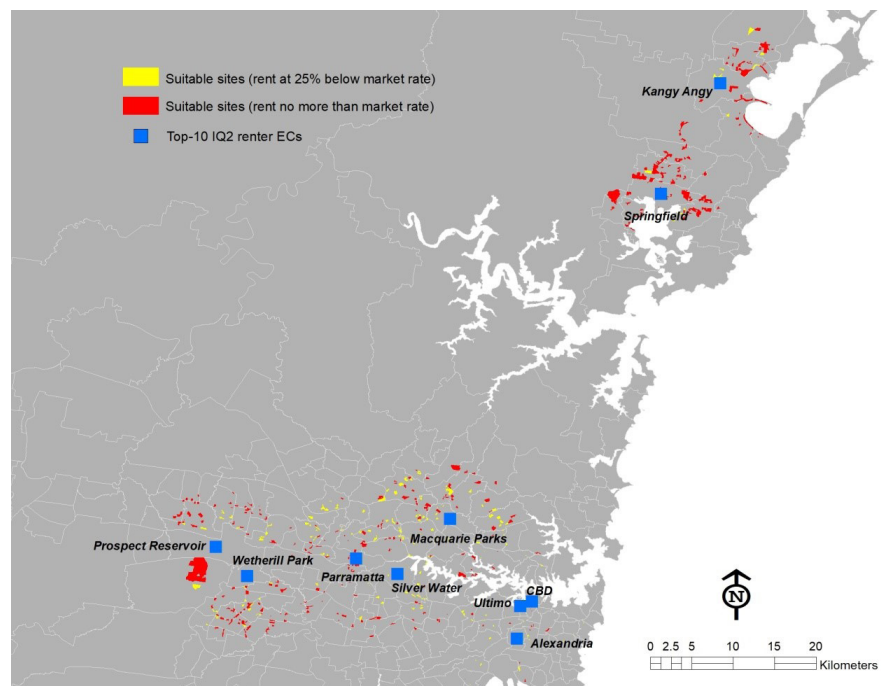 Suitable sites (rent at 25% below market rate)
Suitable sites (rent no more than market rate)
Top-10 IQ2 renter ECs
Kangy Angy
Springfield
Prospect Reservoir
Wetherill Park
Parramatta
Macquarie Parks
Silver Water
CBD
Ultimo
Alexandria
N
0 2.5 5 10 15 20
Kilometers